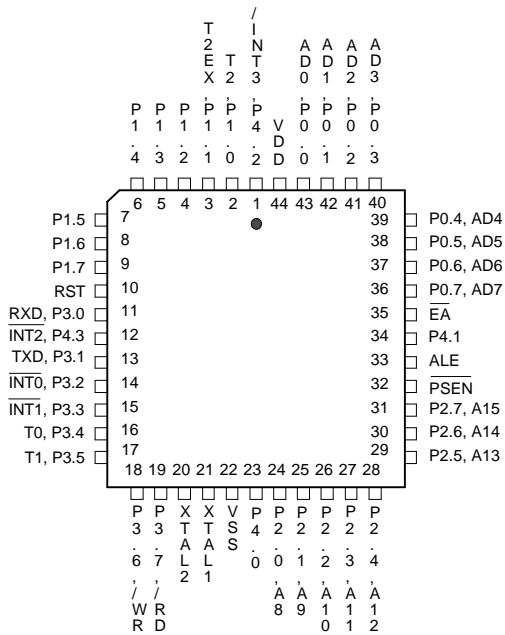 P1.4
P1.3
P1.2
T2EX,P1.1
T2,P1.0
/INT3,P4.2
VDD
AD0,P0.0
AD1,P0.1
AD2,P0.2
AD3,P0.3
6 5 4 3 2 1 44 43 42 41 40
P1.5 7
P1.6 8
P1.7 9
RST 10
RXD, P3.0 11
INT2, P4.3 12
TXD, P3.1 13
INT0, P3.2 14
INT1, P3.3 15
T0, P3.4 16
T1, P3.5 17
39 P0.4, AD4
38 P0.5, AD5
37 P0.6, AD6
36 P0.7, AD7
35 EA
34 P4.1
33 ALE
32 PSEN
31 P2.7, A15
30 P2.6, A14
29 P2.5, A13
18 19 20 21 22 23 24 25 26 27 28
P3.6,/WR
P3.7,/RD
XTAL2
XTAL1
VSS
P4.0
P2.0,A8
P2.1,A9
P2.2,A10
P2.3,A11
P2.4,A12